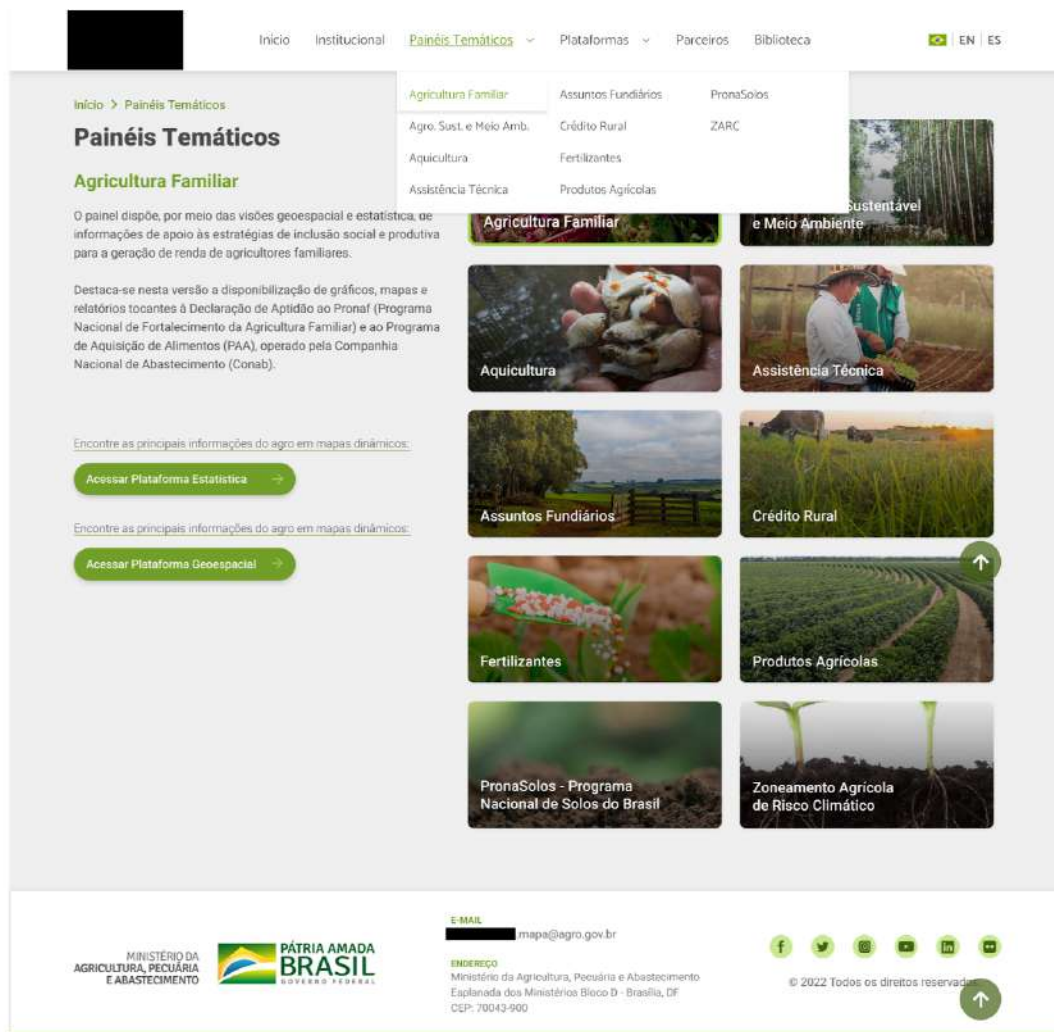 Início Institucional Painéis Temáticos Plataformas Parceiros Biblioteca EN ES
Agricultura Familiar Assuntos Fundiários PronaSolos
Agro. Sust. e Meio Amb. Crédito Rural ZARC
Aquicultura Fertilizantes
Assistência Técnica Produtos Agrícolas
Início > Painéis Temáticos
Painéis Temáticos
Agricultura Familiar
O painel dispõe, por meio das visões geoespacial e estatística, de
informações de apoio às estratégias de inclusão social e produtiva
para a geração de renda de agricultores familiares.
Destaca-se nesta versão a disponibilização de gráficos, mapas e
relatórios tocantes à Declaração de Aptidão ao Pronaf (Programa
Nacional de Fortalecimento da Agricultura Familiar) e ao Programa
de Aquisição de Alimentos (PAA), operado pela Companhia
Nacional de Abastecimento (Conab).
Encontre as principais informações do agro em mapas dinâmicos:
Acessar Plataforma Estatística
Encontre as principais informações do agro em mapas dinâmicos:
Acessar Plataforma Geoespacial
Agricultura Familiar
Sustentável
e Meio Ambiente
Aquicultura
Assistência Técnica
Assuntos Fundiários
Crédito Rural
Fertilizantes
Produtos Agrícolas
PronaSolos - Programa
Nacional de Solos do Brasil
Zoneamento Agrícola
de Risco Climático
MINISTÉRIO DA
AGRICULTURA, PECUÁRIA
E ABASTECIMENTO
PÁTRIA AMADA
BRASIL
GOVERNO FEDERAL
E-MAIL
.mapa@agro.gov.br
ENDEREÇO
Ministério da Agricultura, Pecuária e Abastecimento
Esplanada dos Ministérios Bloco D - Brasília, DF
CEP: 70043-900
© 2022 Todos os direitos reservados